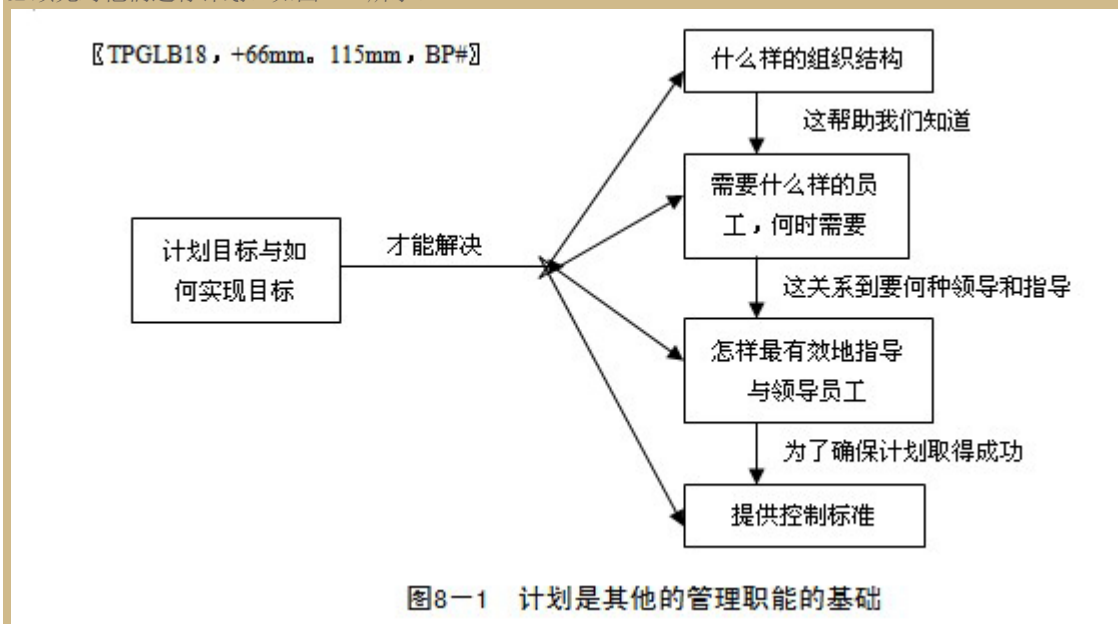 〖TPGLB18，+66mm。115mm，BP#〗
什么样的组织结构
这帮助我们知道
需要什么样的员
工，何时需要
计划目标与如
何实现目标
才能解决
这关系到要何种领导和指导
怎样最有效地指导
与领导员工
为了确保计划取得成功
提供控制标准
图8－1 计划是其他的管理职能的基础